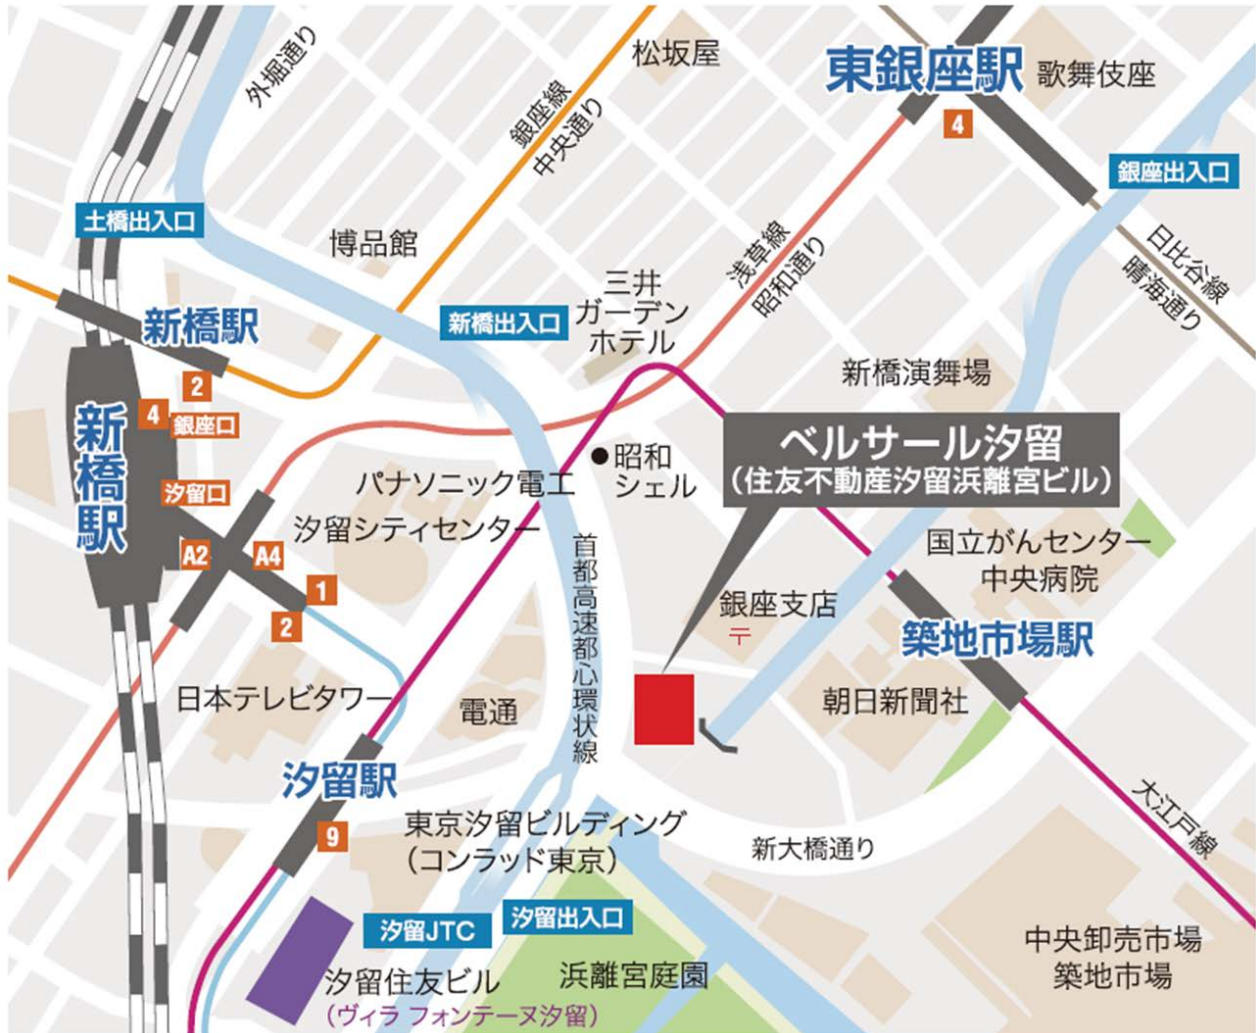 外堀通り
松坂屋
東銀座駅
歌舞伎座
4
銀座線
中央通り
銀座出入口
土橋出入口
博品館
浅草線
昭和通り
日比谷線
晴海通り
三井
ガーデン
ホテル
新橋駅
新橋出入口
2
新橋演舞場
4
銀座口
新橋駅
ベルサール汐留
(住友不動産汐留浜離宮ビル)
昭和
シェル
パナソニック電工
汐留口
汐留シティセンター
A2
A4
国立がんセンター
中央病院
首都高速都心環状線
1
2
銀座支店
〒
築地市場駅
日本テレビタワー
電通
朝日新聞社
汐留駅
9
東京汐留ビルディング
(コンラッド東京)
新大橋通り
大江戸線
汐留JTC
汐留出入口
汐留住友ビル
(ヴィラ フォンテーヌ汐留)
浜離宮庭園
中央卸売市場
築地市場